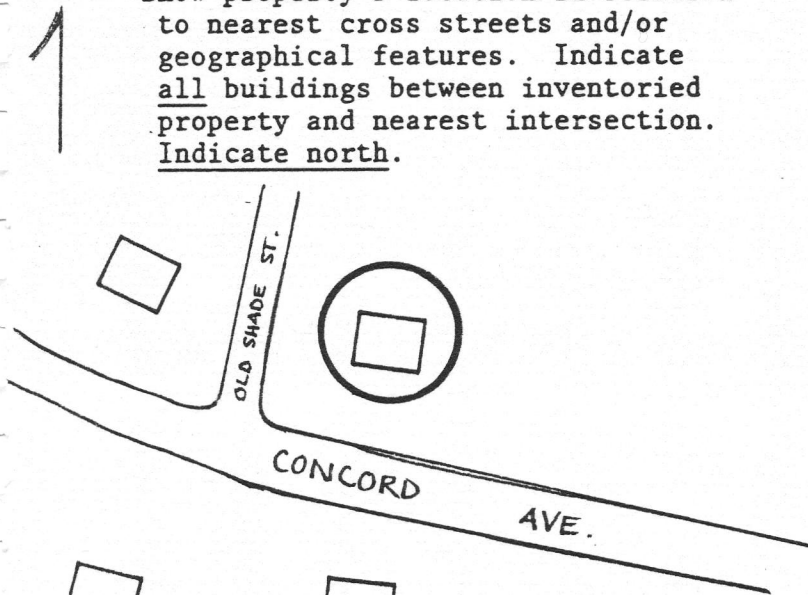 to nearest cross streets and/or
geographical features. Indicate
all buildings between inventoried
property and nearest intersection.
Indicate north.
OLD SHADE ST.
CONCORD AVE.